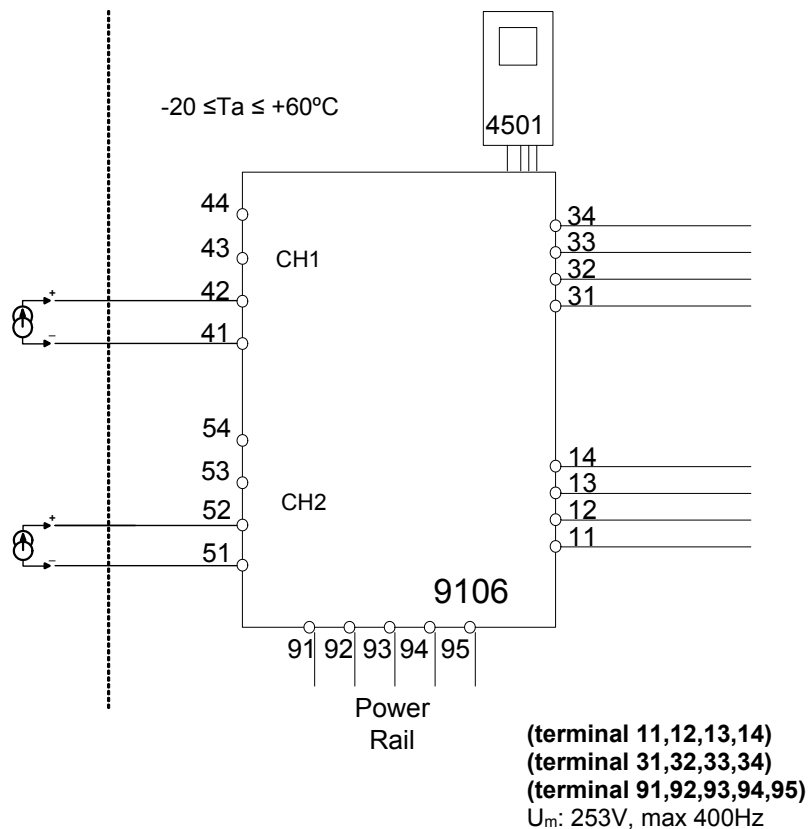 -20 ≤Ta ≤ +60ºC
4501
44
43
CH1
42
+
41
–
54
53
CH2
52
+
51
–
34
33
32
31
14
13
12
11
9106
91 92 93 94 95
Power
Rail
(terminal 11,12,13,14)
(terminal 31,32,33,34)
(terminal 91,92,93,94,95)
Um: 253V, max 400Hz